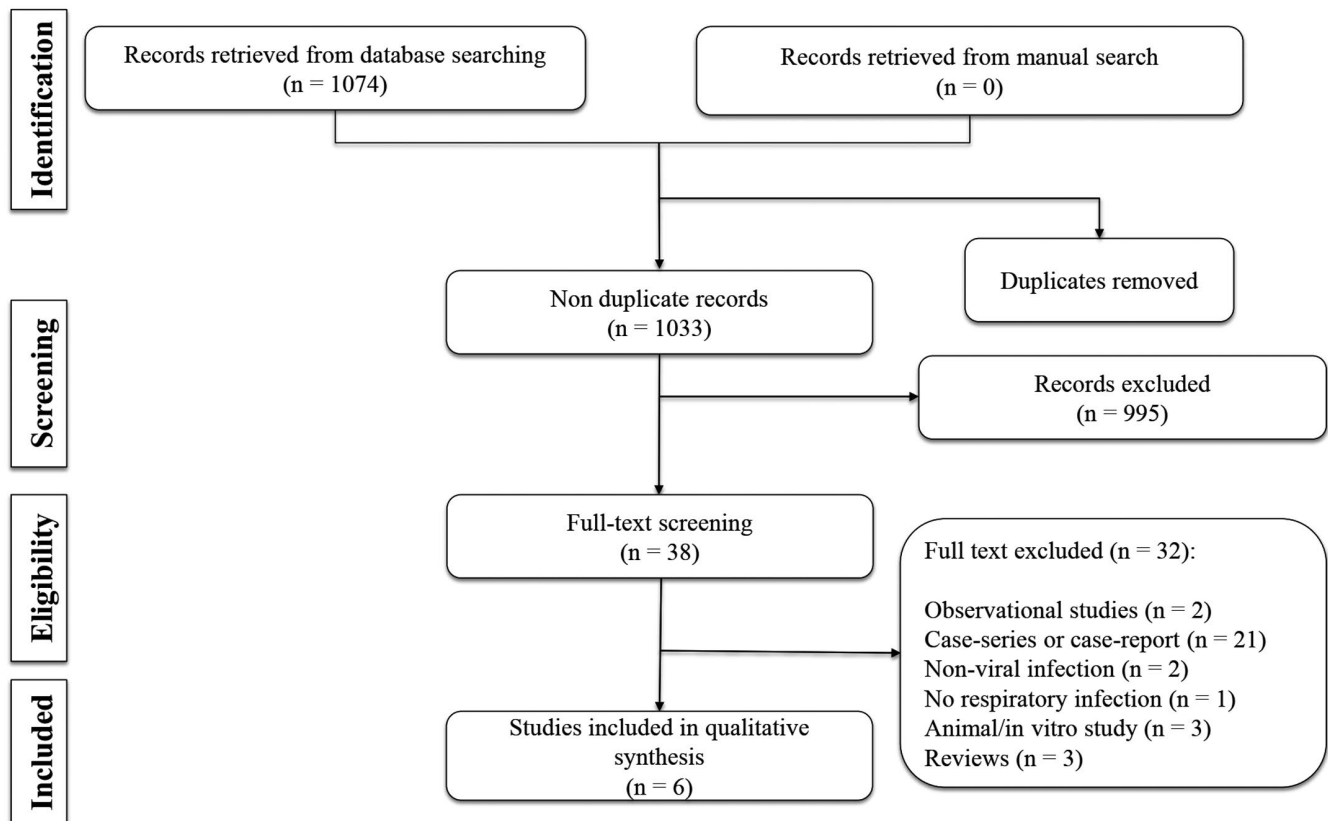 Identification
Records retrieved from database searching
(n = 1074)
Records retrieved from manual search
(n = 0)
Duplicates removed
Screening
Non duplicate records
(n = 1033)
Records excluded
(n = 995)
Eligibility
Full-text screening
(n = 38)
Full text excluded (n = 32):
Observational studies (n = 2)
Case-series or case-report (n = 21)
Non-viral infection (n = 2)
No respiratory infection (n = 1)
Animal/in vitro study (n = 3)
Reviews (n = 3)
Included
Studies included in qualitative
synthesis
(n = 6)